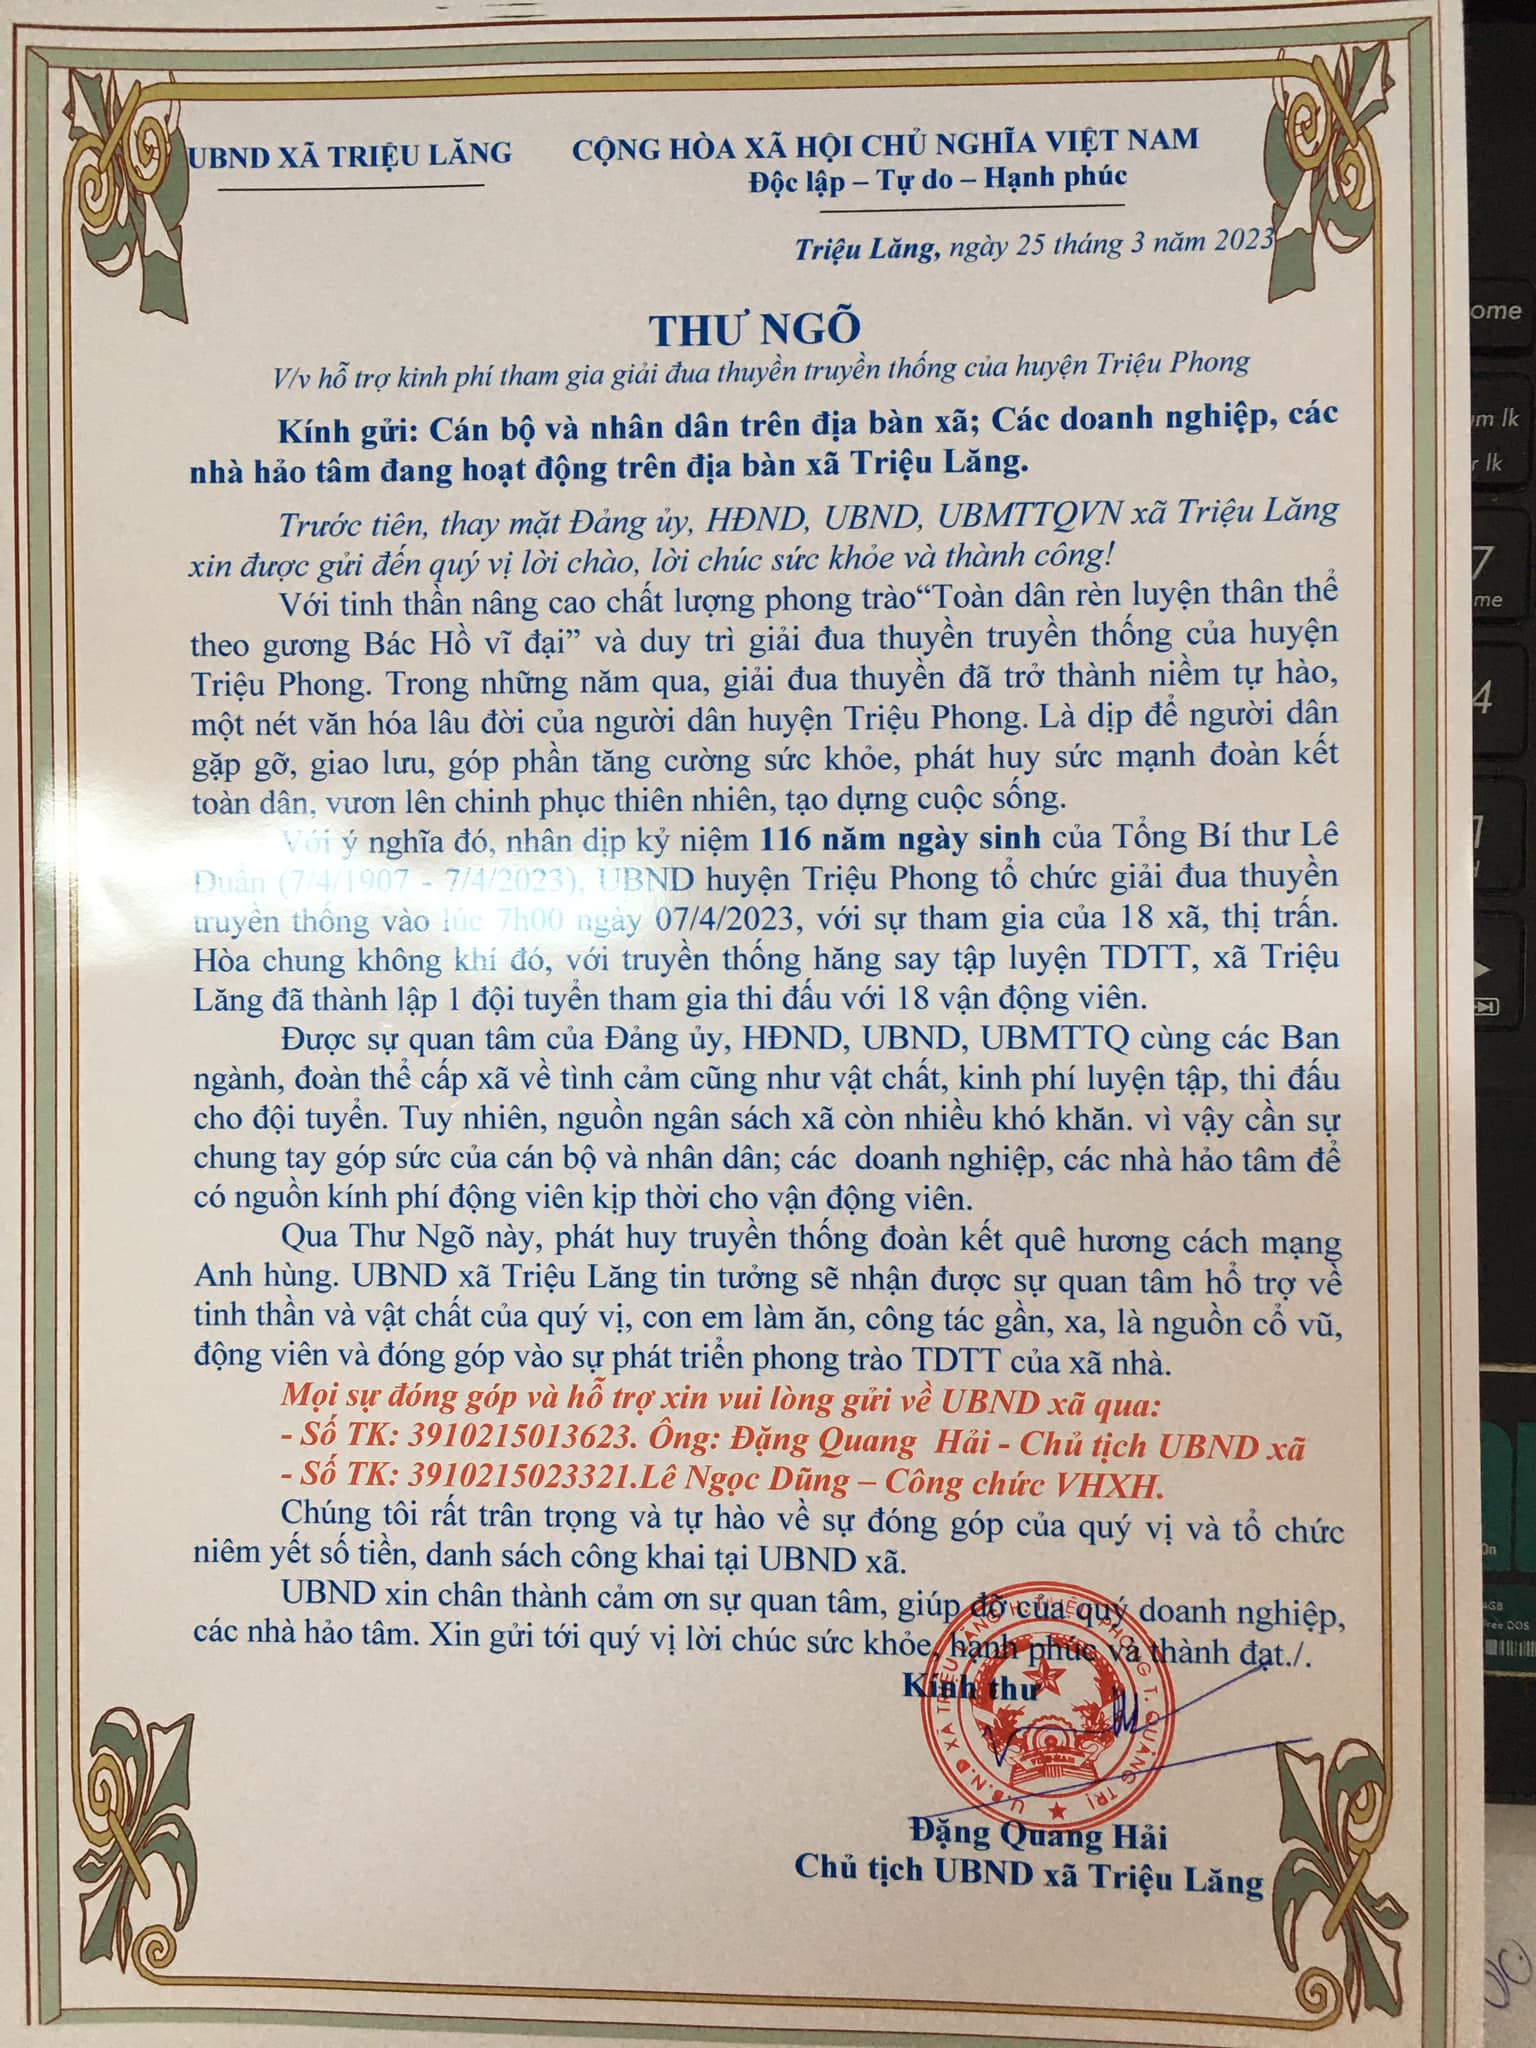 UBND XÃ TRIỆU LĂNG
CỘNG HÒA XÃ HỘI CHỦ NGHĨA VIỆT NAM
Độc lập – Tự do – Hạnh phúc
Triệu Lăng, ngày 25 tháng 3 năm 2023
THƯ NGÕ
V/v hỗ trợ kinh phí tham gia giải đua thuyền truyền thống của huyện Triệu Phong
Kính gửi: Cán bộ và nhân dân trên địa bàn xã; Các doanh nghiệp, các
nhà hảo tâm đang hoạt động trên địa bàn xã Triệu Lăng.
Trước tiên, thay mặt Đảng ủy, HĐND, UBND, UBMTTQVN xã Triệu Lăng
xin được gửi đến quý vị lời chào, lời chúc sức khỏe và thành công!
Với tinh thần nâng cao chất lượng phong trào“Toàn dân rèn luyện thân thể
theo gương Bác Hồ vĩ đại” và duy trì giải đua thuyền truyền thống của huyện
Triệu Phong. Trong những năm qua, giải đua thuyền đã trở thành niềm tự hào,
một nét văn hóa lâu đời của người dân huyện Triệu Phong. Là dịp để người dân
gặp gỡ, giao lưu, góp phần tăng cường sức khỏe, phát huy sức mạnh đoàn kết
toàn dân, vươn lên chinh phục thiên nhiên, tạo dựng cuộc sống.
Với ý nghĩa đó, nhân dịp kỷ niệm 116 năm ngày sinh của Tổng Bí thư Lê
Duẩn (7/4/1907 - 7/4/2023), UBND huyện Triệu Phong tổ chức giải đua thuyền
truyền thống vào lúc 7h00 ngày 07/4/2023, với sự tham gia của 18 xã, thị trấn.
Hòa chung không khí đó, với truyền thống hăng say tập luyện TDTT, xã Triệu
Lăng đã thành lập 1 đội tuyển tham gia thi đấu với 18 vận động viên.
Được sự quan tâm của Đảng ủy, HĐND, UBND, UBMTTQ cùng các Ban
ngành, đoàn thể cấp xã về tình cảm cũng như vật chất, kinh phí luyện tập, thi đấu
cho đội tuyển. Tuy nhiên, nguồn ngân sách xã còn nhiều khó khăn. vì vậy cần sự
chung tay góp sức của cán bộ và nhân dân; các doanh nghiệp, các nhà hảo tâm để
có nguồn kính phí động viên kịp thời cho vận động viên.
Qua Thư Ngõ này, phát huy truyền thống đoàn kết quê hương cách mạng
Anh hùng. UBND xã Triệu Lăng tin tưởng sẽ nhận được sự quan tâm hổ trợ về
tinh thần và vật chất của quý vị, con em làm ăn, công tác gần, xa, là nguồn cổ vũ,
động viên và đóng góp vào sự phát triển phong trào TDTT của xã nhà.
Mọi sự đóng góp và hỗ trợ xin vui lòng gửi về UBND xã qua:
- Số TK: 3910215013623. Ông: Đặng Quang Hải - Chủ tịch UBND xã
- Số TK: 3910215023321.Lê Ngọc Dũng – Công chức VHXH.
Chúng tôi rất trân trọng và tự hào về sự đóng góp của quý vị và tổ chức
niêm yết số tiền, danh sách công khai tại UBND xã.
UBND xin chân thành cảm ơn sự quan tâm, giúp đỡ của quý doanh nghiệp,
các nhà hảo tâm. Xin gửi tới quý vị lời chúc sức khỏe, hạnh phúc và thành đạt./.
Kính thư
U.B.N.D XÃ TRIỆU LĂNG H. TRIỆU PHONG T. QUẢNG TRỊ
VIỆT NAM
Đặng Quang Hải
Chủ tịch UBND xã Triệu Lăng
ome
um lk
r lk
7
me
4
4GB
Free DOS